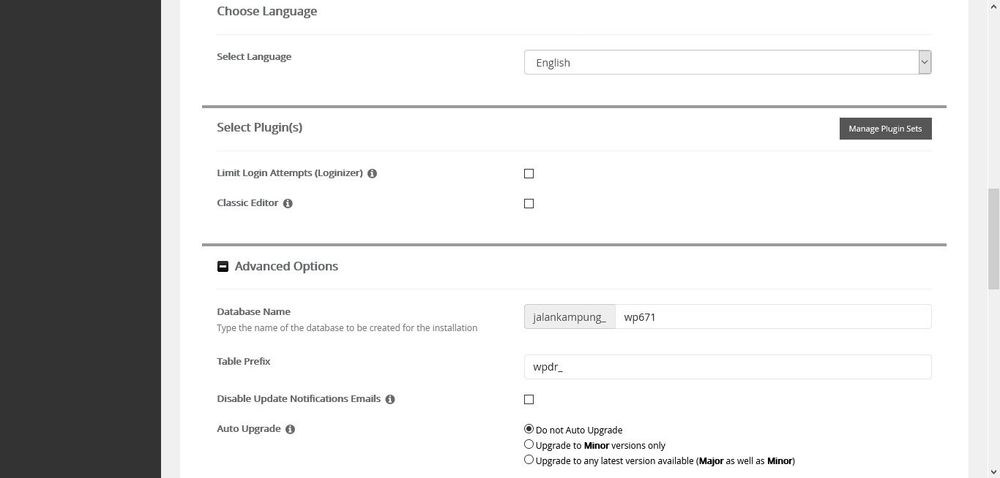 Choose Language
Select Language
English
Select Plugin(s)
Manage Plugin Sets
Limit Login Attempts (Loginizer)
Classic Editor
Advanced Options
Database Name
Type the name of the database to be created for the installation
jalankampung_ wp671
Table Prefix
wpdr_
Disable Update Notifications Emails
Auto Upgrade
Do not Auto Upgrade
Upgrade to Minor versions only
Upgrade to any latest version available (Major as well as Minor)